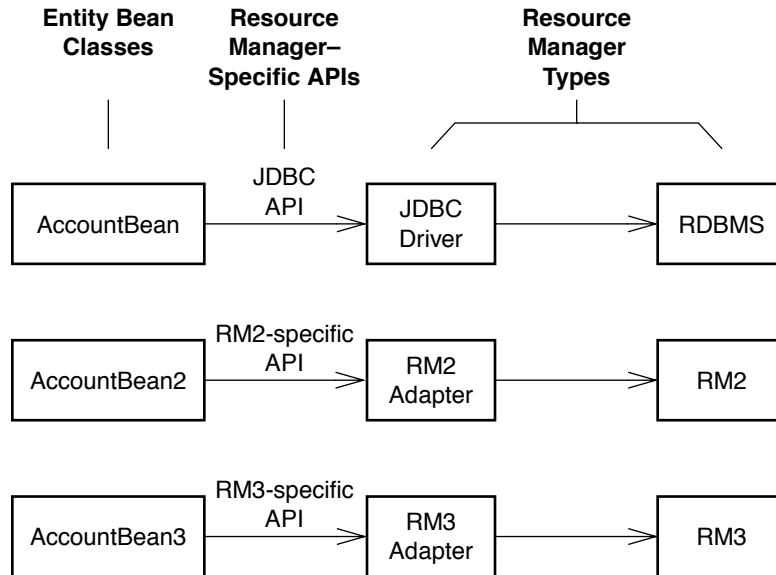 Entity Bean
Classes
Resource
Manager–
Specific APIs
Resource
Manager
Types
AccountBean
JDBC
API
JDBC
Driver
RDBMS
AccountBean2
RM2-specific
API
RM2
Adapter
RM2
AccountBean3
RM3-specific
API
RM3
Adapter
RM3